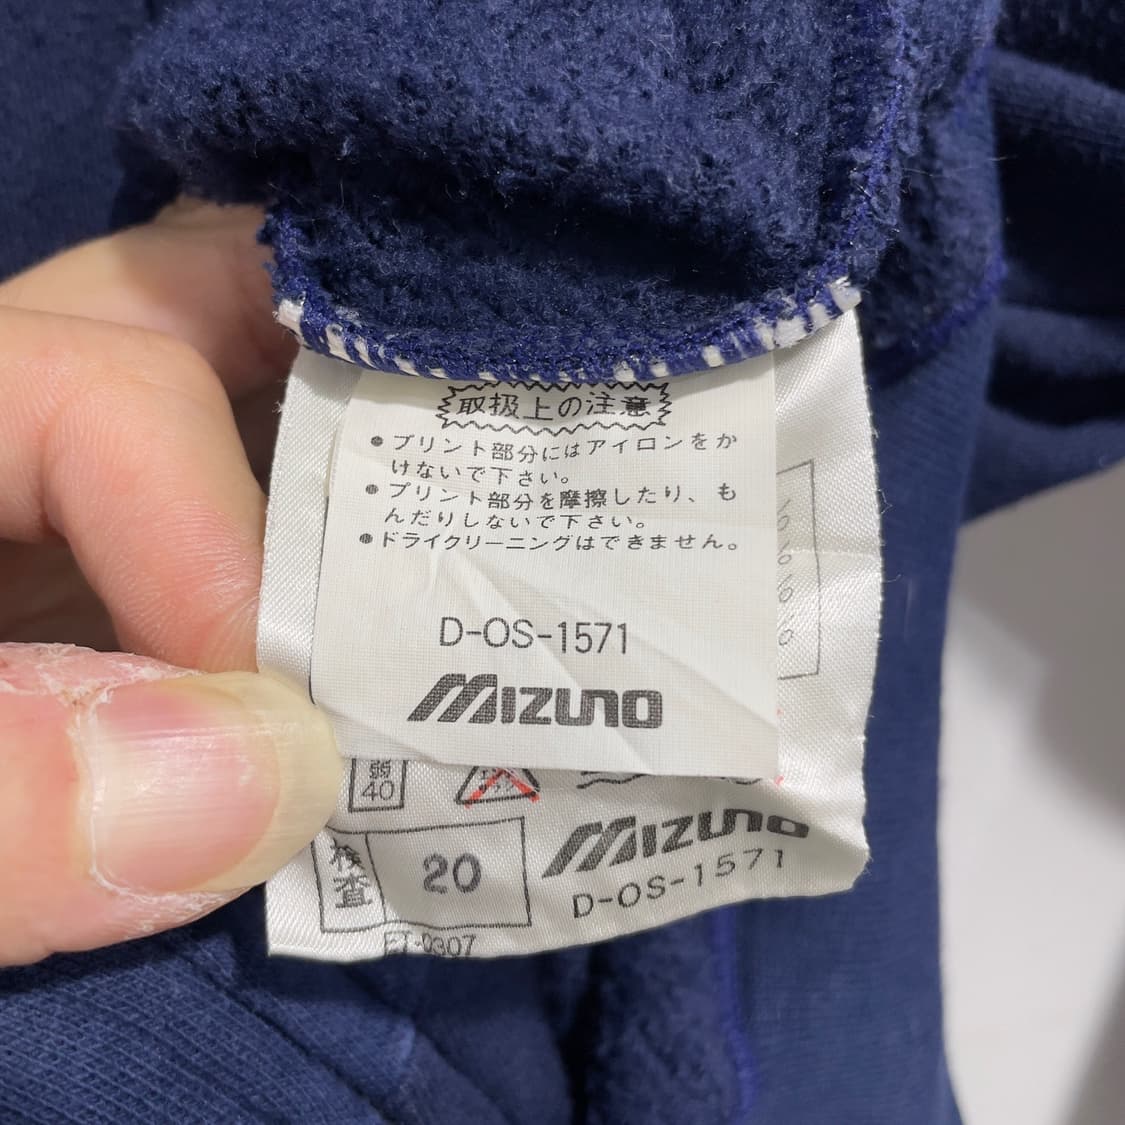 取扱上の注意
●プリント部分にはアイロンをか
けないで下さい。
●プリント部分を摩擦したり、も
んだりしないで下さい。
●ドライクリーニングはできません。
D-OS-1571
MIZUNO
弱
40
検査
20
MIZUNO
D-OS-1571
ET-0307